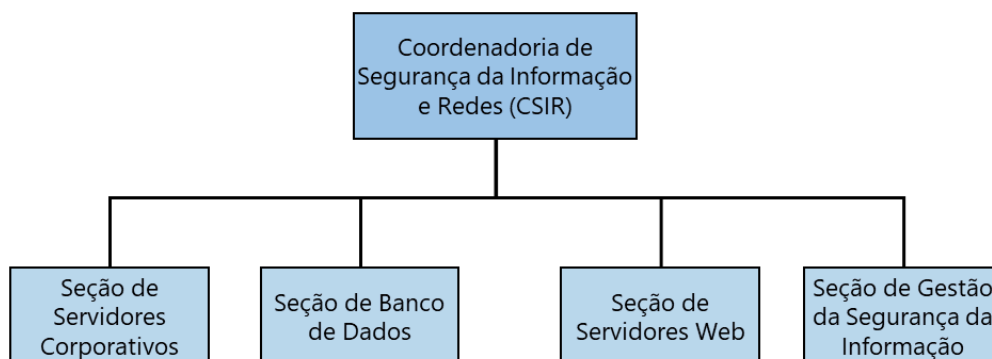 Coordenadoria de
Segurança da Informação
e Redes (CSIR)
Seção de
Servidores
Corporativos
Seção de Banco
de Dados
Seção de
Servidores Web
Seção de Gestão
da Segurança da
Informação